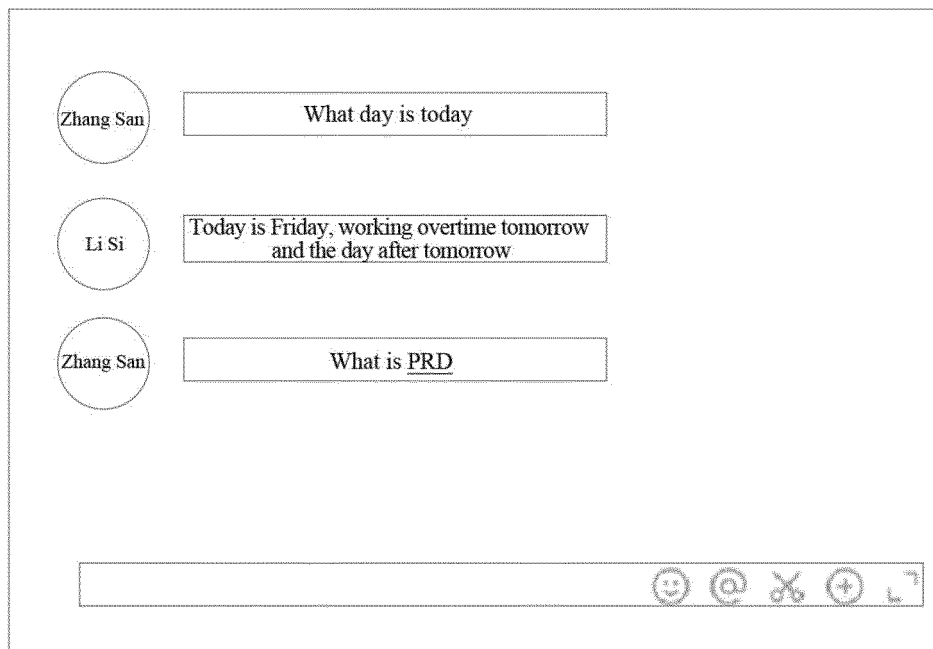 Zhang San
What day is today
Li Si
Today is Friday, working overtime tomorrow
and the day after tomorrow
Zhang San
What is PRD